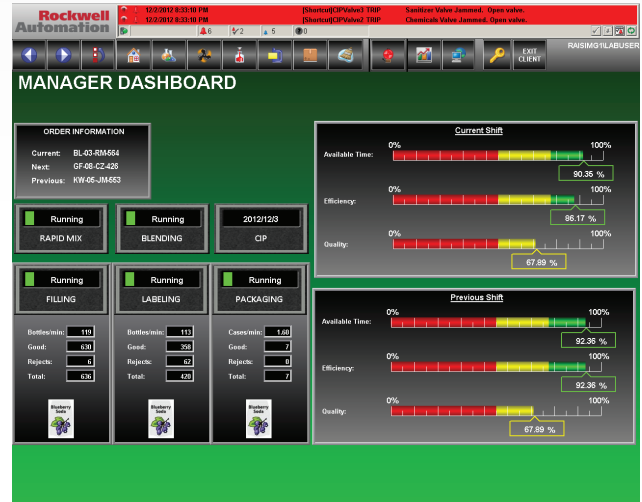 Rockwell
Automation
12/2/2012 8:33:10 PM [Shortcut]CIPValve3 TRIP Sanitizer Valve Jammed. Open valve.
12/2/2012 8:33:10 PM [Shortcut]CIPValve2 TRIP Chemicals Valve Jammed. Open valve.
6 2 5 0
EXIT
CLIENT
RAISIMG1\LABUSER
MANAGER DASHBOARD
ORDER INFORMATION
Current: BL-03-RM-564
Next: GF-08-CZ-426
Previous: KW-05-JM-553
Running
RAPID MIX
Running
BLENDING
2012/12/3
CIP
Running
FILLING
Running
LABELING
Running
PACKAGING
Bottles/min: 119
Good: 630
Rejects: 6
Total: 636
Blueberry
Soda
Bottles/min: 113
Good: 358
Rejects: 62
Total: 420
Blueberry
Soda
Cases/min: 1.60
Good: 7
Rejects: 0
Total: 7
Blueberry
Soda
Current Shift
0% 100%
Available Time:
90.35 %
0% 100%
Efficiency:
86.17 %
0% 100%
Quality:
67.89 %
Previous Shift
0% 100%
Available Time:
92.36 %
0% 100%
Efficiency:
92.36 %
0% 100%
Quality:
67.89 %